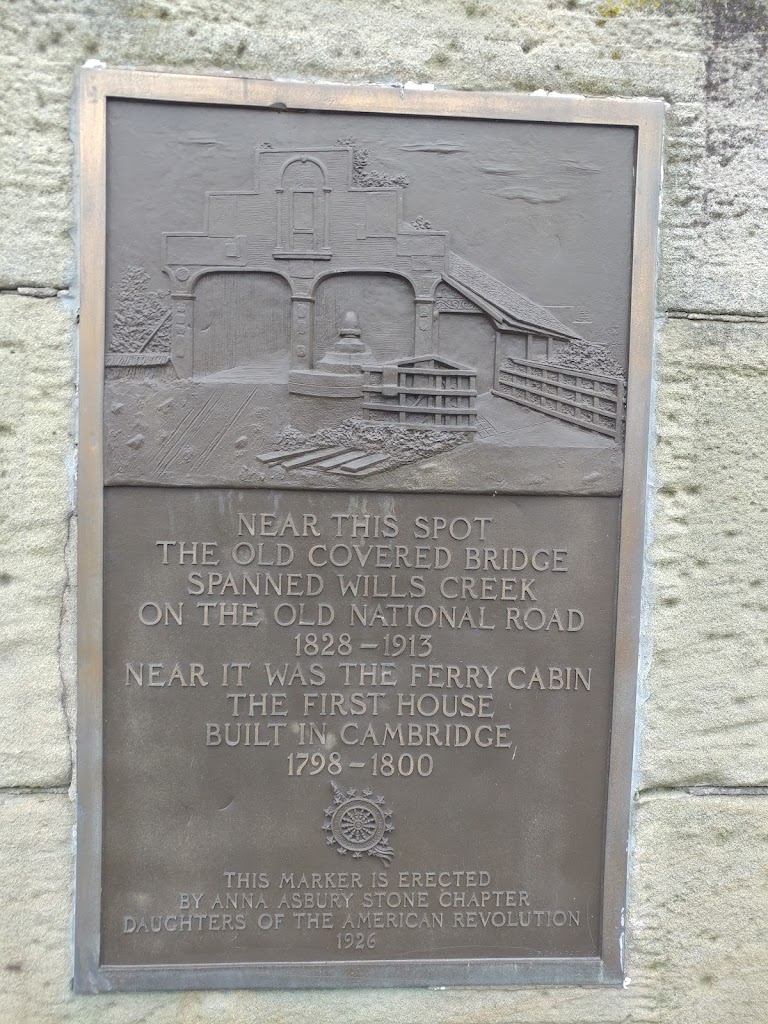 NEAR THIS SPOT
THE OLD COVERED BRIDGE
SPANNED WILLS CREEK
ON THE OLD NATIONAL ROAD
1828–1913
NEAR IT WAS THE FERRY CABIN
THE FIRST HOUSE
BUILT IN CAMBRIDGE
1798–1800
THIS MARKER IS ERECTED
BY ANNA ASBURY STONE CHAPTER
DAUGHTERS OF THE AMERICAN REVOLUTION
1926